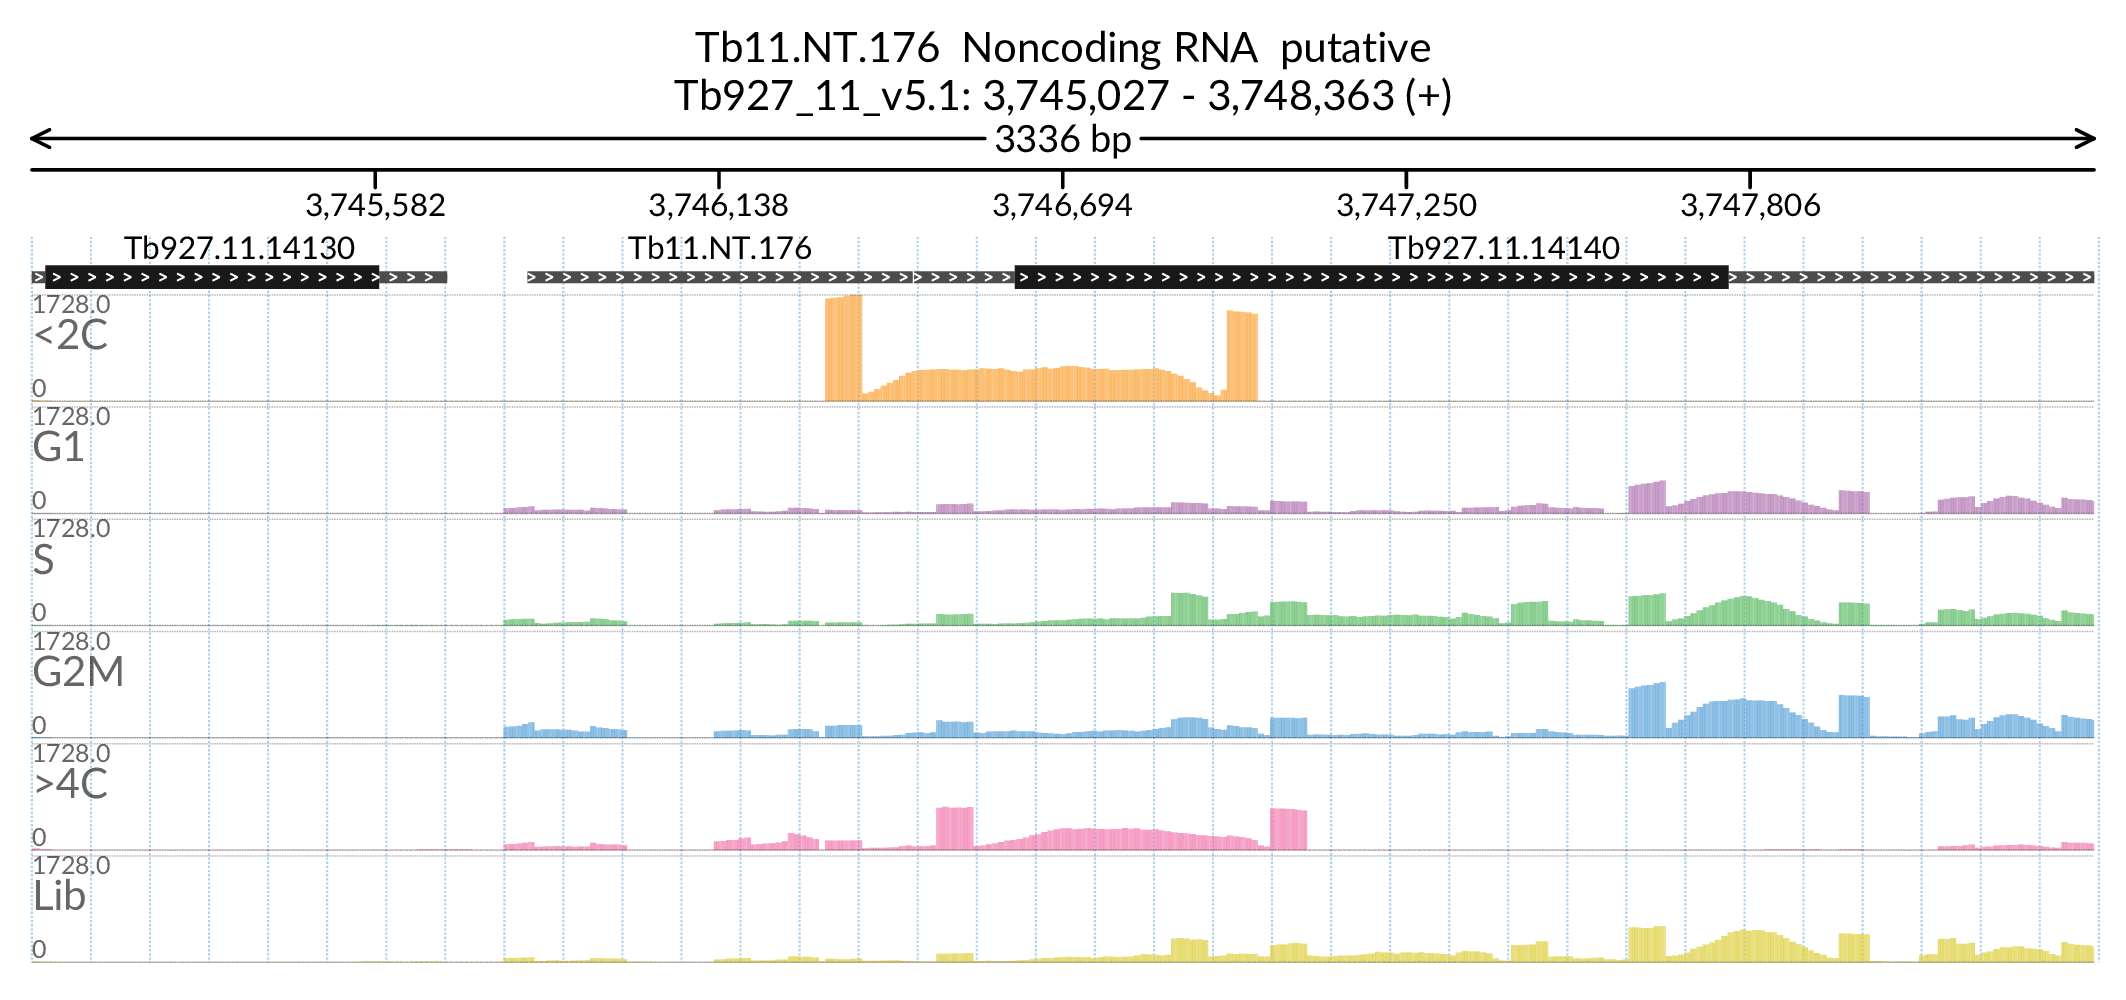 Tb11.NT.176 Noncoding RNA putative
Tb927_11_v5.1: 3,745,027 - 3,748,363 (+)
3336 bp
3,745,582 3,746,138 3,746,694 3,747,250 3,747,806
Tb927.11.14130 Tb11.NT.176 Tb927.11.14140
1728.0
<2C
0
1728.0
G1
0
1728.0
S
0
1728.0
G2M
0
1728.0
>4C
0
1728.0
Lib
0